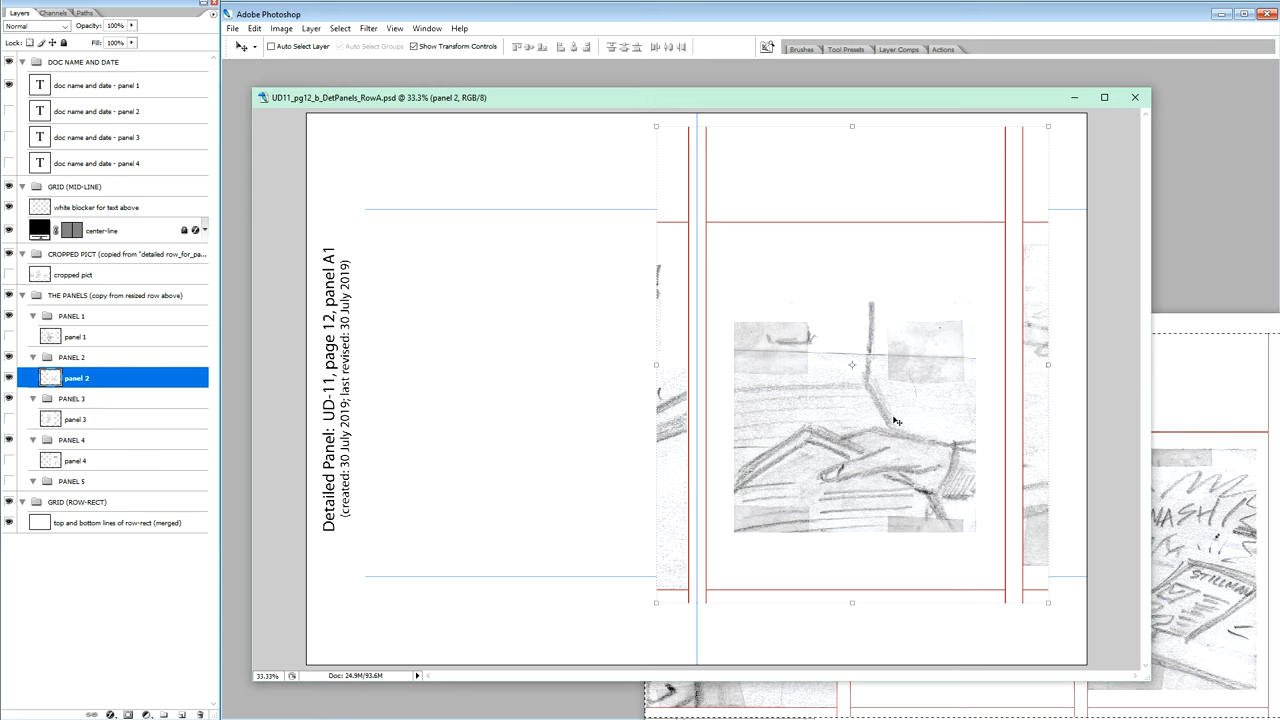 Layers Channels Paths
Normal Opacity: 100%
Lock: Fill: 100%
DOC NAME AND DATE
T doc name and date - panel 1
T doc name and date - panel 2
T doc name and date - panel 3
T doc name and date - panel 4
GRID (MID-LINE)
white blocker for text above
center-line
CROPPED PICT (copied from "detailed row_for_pa...
cropped pict
THE PANELS (copy from resized row above)
PANEL 1
panel 1
PANEL 2
panel 2
PANEL 3
panel 3
PANEL 4
panel 4
PANEL 5
GRID (ROW-RECT)
top and bottom lines of row-rect (merged)
Adobe Photoshop
File Edit Image Layer Select Filter View Window Help
Auto Select Layer Auto Select Groups Show Transform Controls
Brushes Tool Presets Layer Comps Actions
UD11_pg12_b_DetPanels_RowA.psd @ 33.3% (panel 2, RGB/8)
Detailed Panel: UD-11, page 12, panel A1
(created: 30 July 2019; last revised: 30 July 2019)
33.33% Doc: 24.9M/93.6M
NASH
STILLMAN